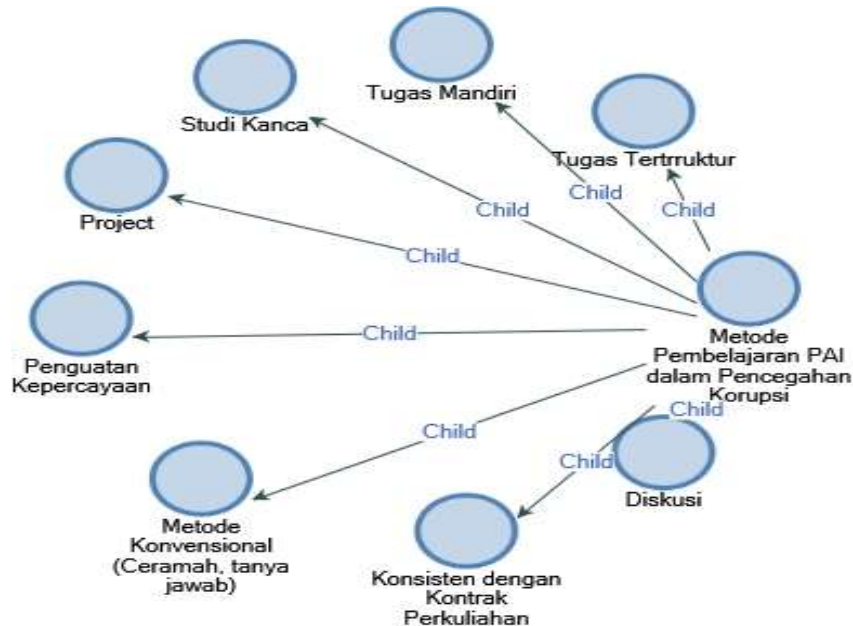 Tugas Mandiri
Studi Kanca
Tugas Tertrruktur
Child
Child
Child
Project
Child
Child
Penguatan
Kepercayaan
Metode
Pembelajaran PAI
dalam Pencegahan
Korupsi
Child
Child
Child
Diskusi
Metode
Konvensional
(Ceramah, tanya
jawab)
Konsisten dengan
Kontrak
Perkuliahan